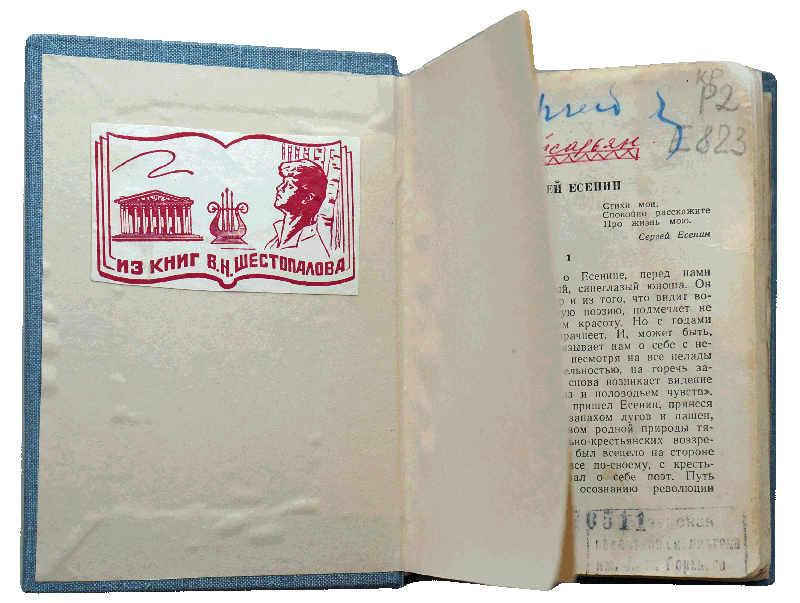 ИЗ КНИГ В.Н. ШЕСТОПАЛОВА
КР
Р2
Е823
ЕЙ ЕСЕНИН
Стихи мои,
Спокойно расскажите
Про жизнь мою.
Сергей Есенин
1
о Есенине, перед нами
й, синеглазый юноша. Он
р и из того, что видит во-
ую поэзию, подмечает не
м красоту. Но с годами
рачнеет. И, может быть,
азывает нам о себе с не-
несмотря на все нелады
альностью, на горечь за-
снова возникает видение
з и половодьем чувств».
пришел Есенин, принеся
запахом лугов и пашен,
вом родной природы тя-
ьно-крестьянских воззре-
был всецело на стороне
все по-своему, с кресть-
ал о себе поэт. Путь
осознанию революции
0511